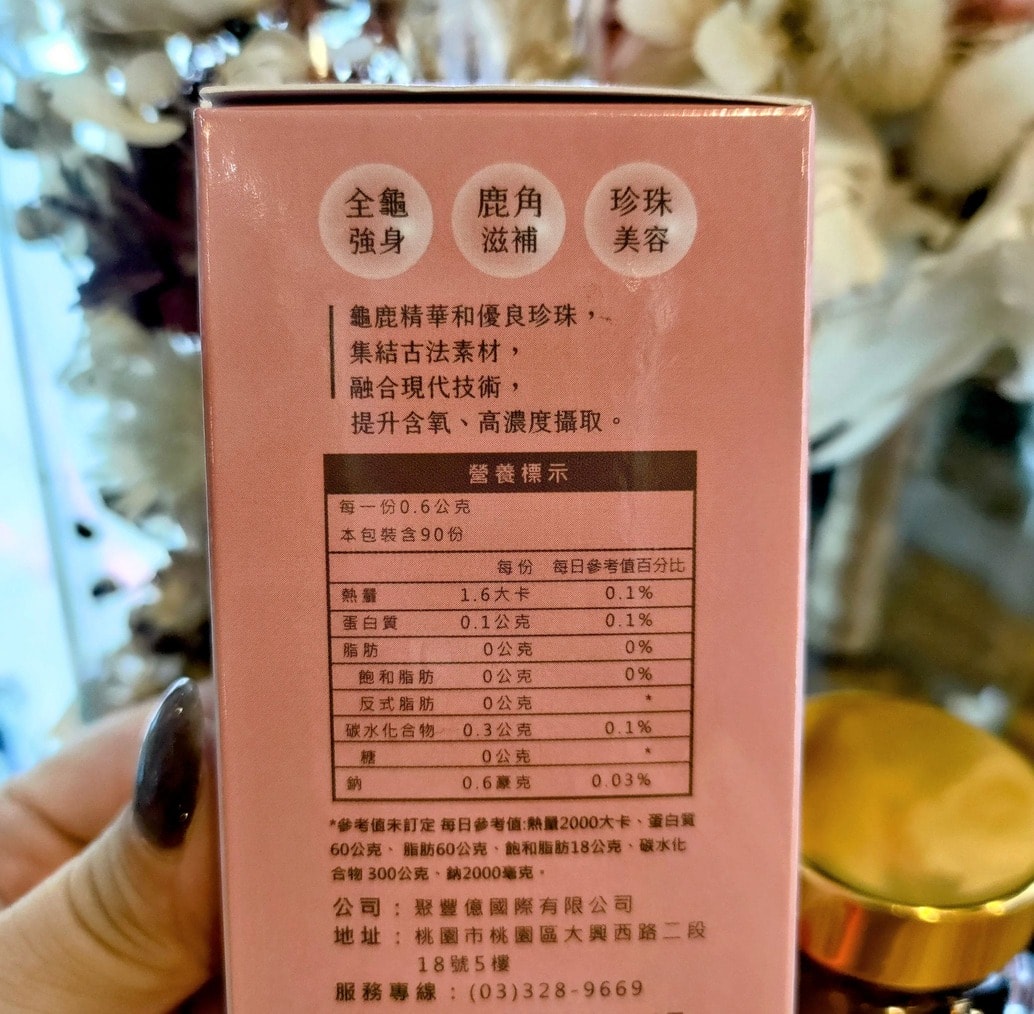 全龜 鹿角 珍珠
強身 滋補 美容
龜鹿精華和優良珍珠，
集結古法素材，
融合現代技術，
提升含氧、高濃度攝取。
營養標示
每一份0.6公克
本包裝含90份
每份 每日參考值百分比
熱量 1.6大卡 0.1%
蛋白質 0.1公克 0.1%
脂肪 0公克 0%
飽和脂肪 0公克 0%
反式脂肪 0公克 *
碳水化合物 0.3公克 0.1%
糖 0公克 *
鈉 0.6豪克 0.03%
*參考值未訂定 每日參考值:熱量2000大卡、蛋白質
60公克、 脂肪60公克、飽和脂肪18公克、碳水化
合物 300公克、鈉2000毫克。
公司：聚豐億國際有限公司
地址：桃園市桃園區大興西路二段
18號5樓
服務專線：(03)328-9669